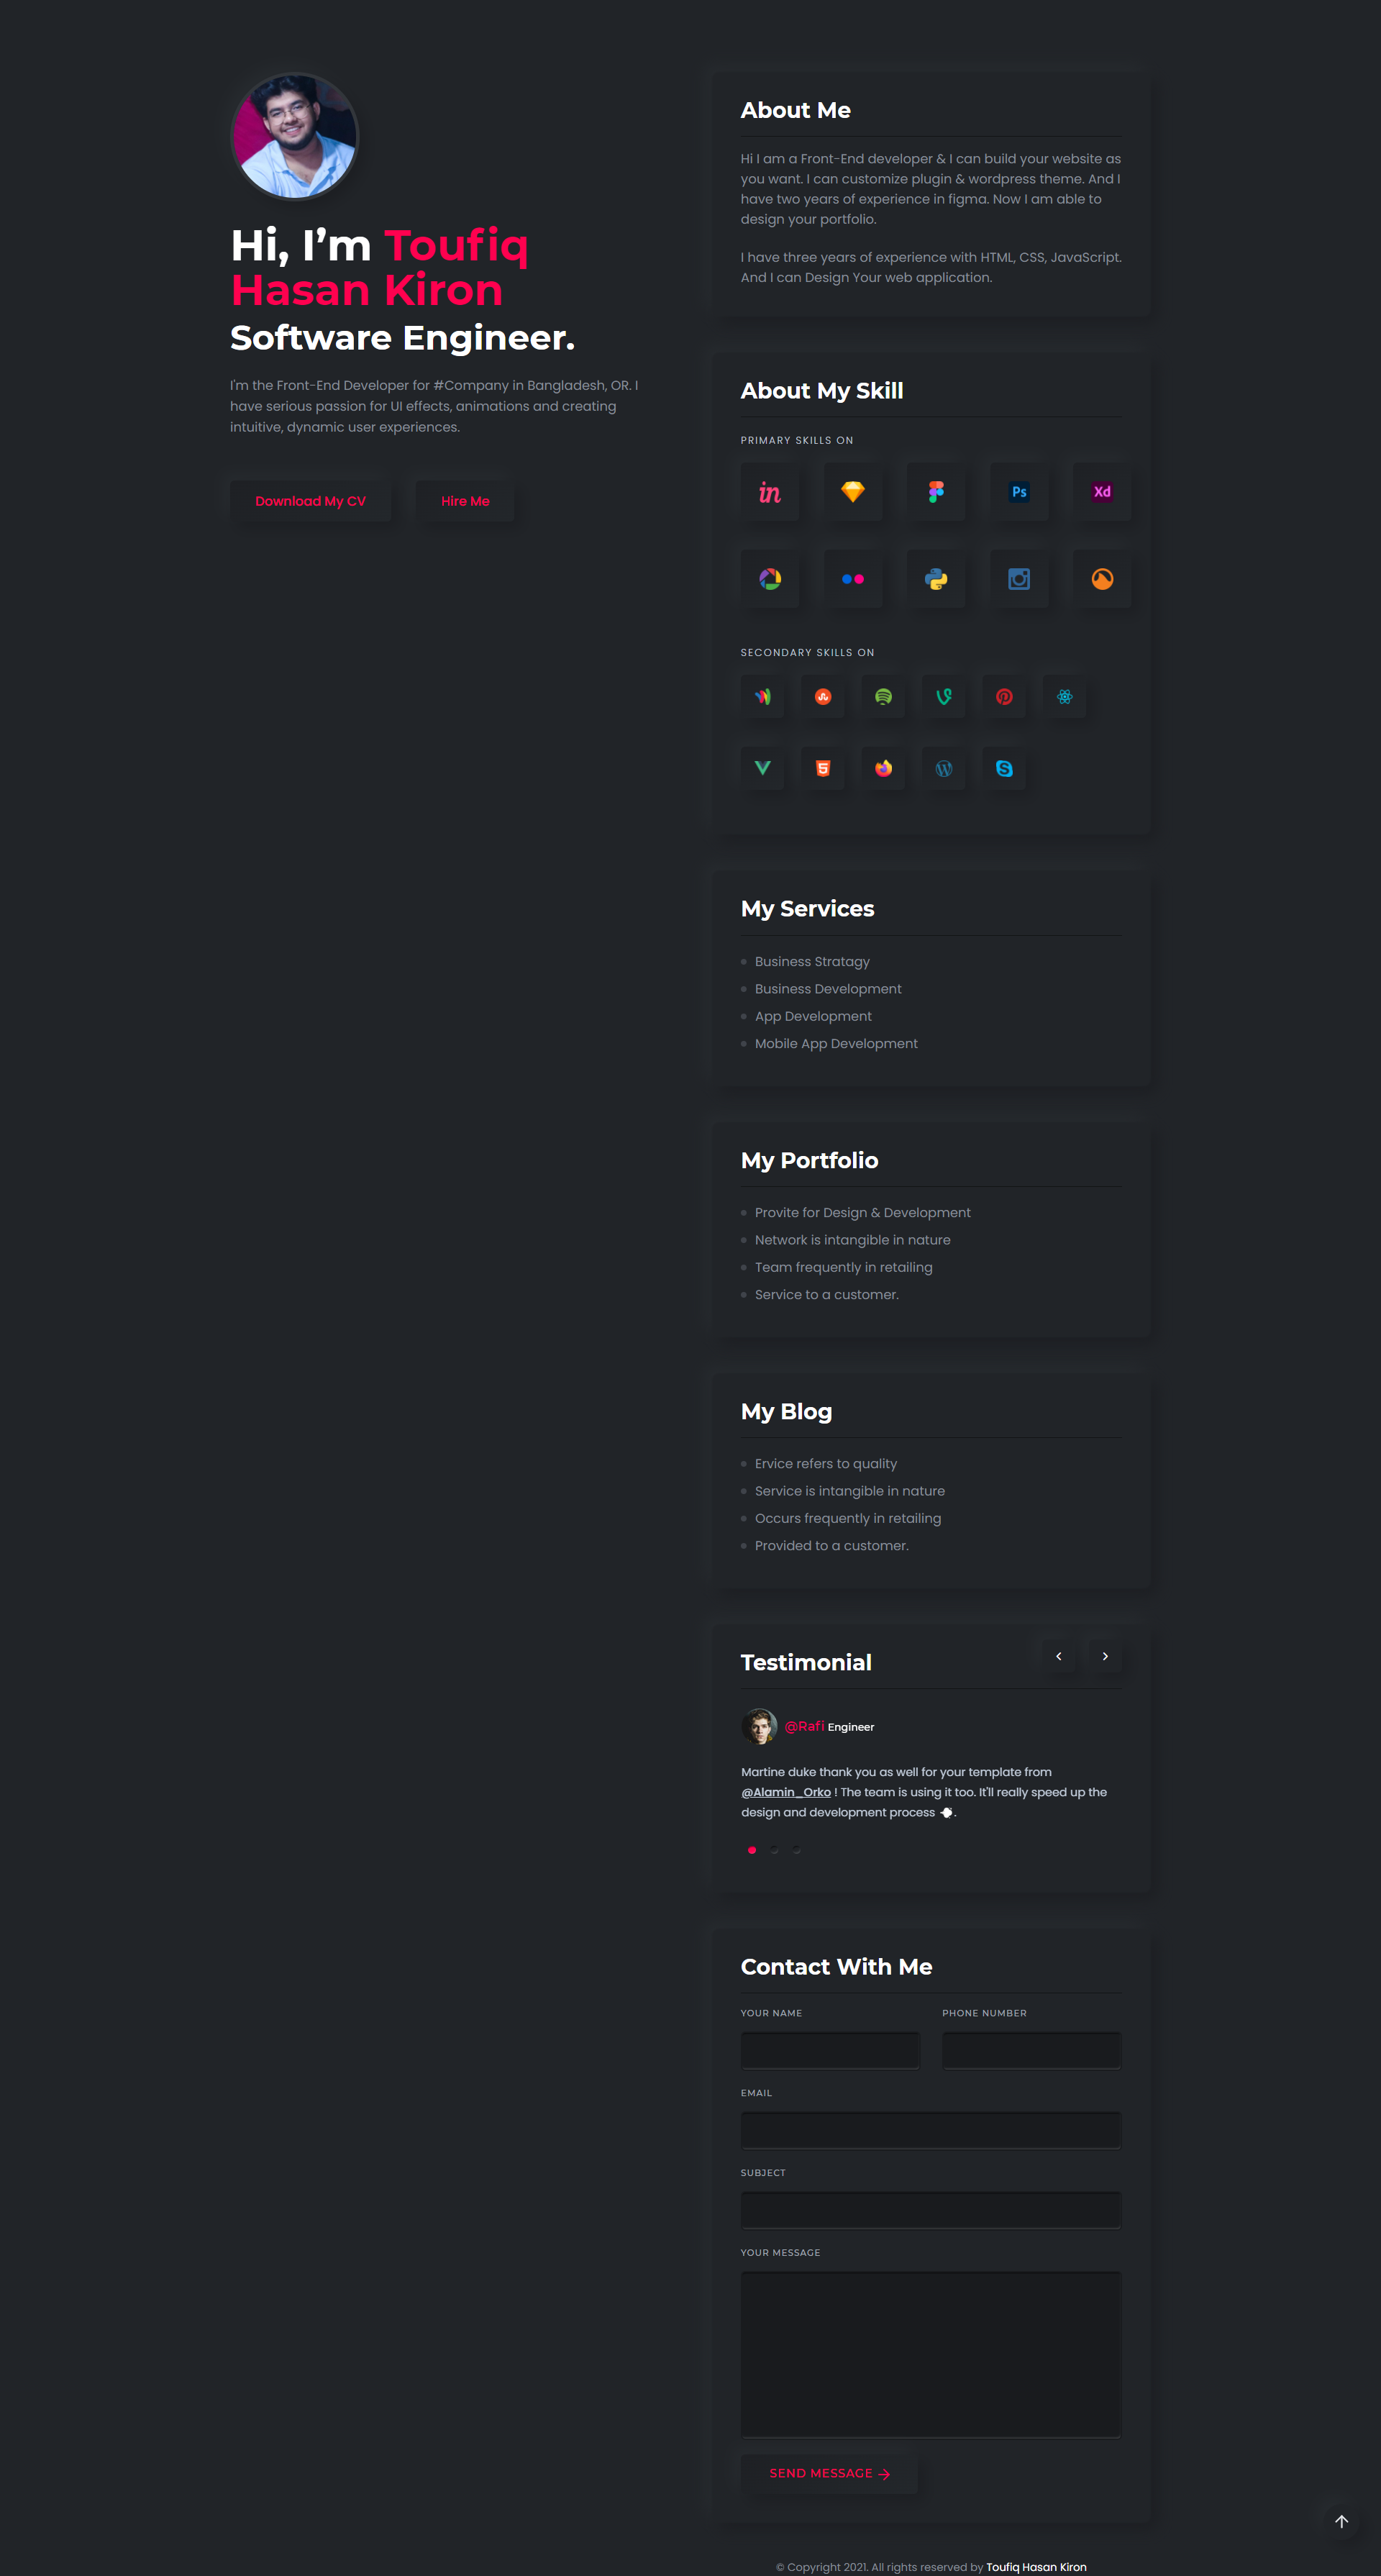 Hi, I’m Toufiq
Hasan Kiron
Software Engineer.
I'm the Front-End Developer for #Company in Bangladesh, OR. I
have serious passion for UI effects, animations and creating
intuitive, dynamic user experiences.
Download My CV
Hire Me
About Me
Hi I am a Front-End developer & I can build your website as
you want. I can customize plugin & wordpress theme. And I
have two years of experience in figma. Now I am able to
design your portfolio.
I have three years of experience with HTML, CSS, JavaScript.
And I can Design Your web application.
About My Skill
PRIMARY SKILLS ON
in
Ps
Xd
SECONDARY SKILLS ON
5
My Services
Business Stratagy
Business Development
App Development
Mobile App Development
My Portfolio
Provite for Design & Development
Network is intangible in nature
Team frequently in retailing
Service to a customer.
My Blog
Ervice refers to quality
Service is intangible in nature
Occurs frequently in retailing
Provided to a customer.
Testimonial
@Rafi Engineer
Martine duke thank you as well for your template from
@Alamin_Orko ! The team is using it too. It'll really speed up the
design and development process .
Contact With Me
YOUR NAME
PHONE NUMBER
EMAIL
SUBJECT
YOUR MESSAGE
SEND MESSAGE
© Copyright 2021. All rights reserved by Toufiq Hasan Kiron